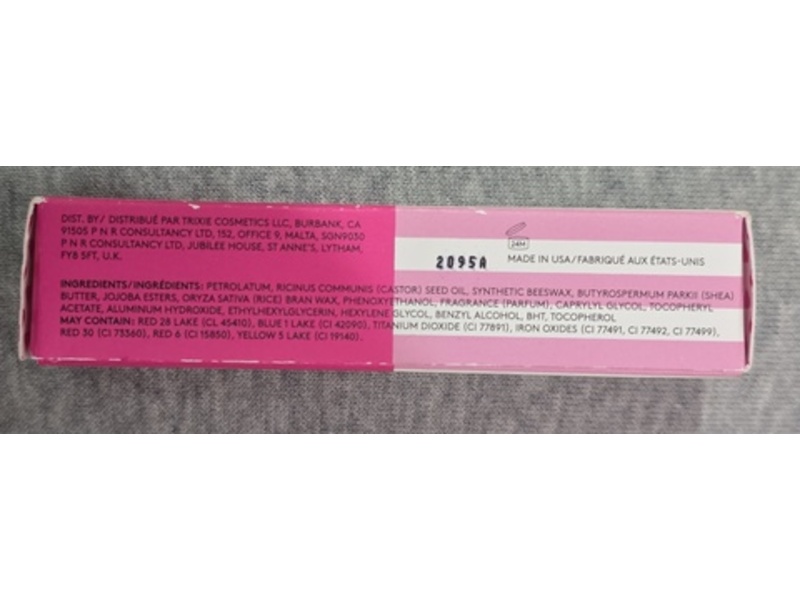 DIST. BY/ DISTRIBUÉ PAR TRIXIE COSMETICS LLC, BURBANK, CA
91505 P N R CONSULTANCY LTD, 152, OFFICE 9, MALTA, SGN9030
P N R CONSULTANCY LTD, JUBILEE HOUSE, ST ANNE'S, LYTHAM,
FY8 5FT, U.K.
24M
2095A
MADE IN USA/FABRIQUÉ AUX ÉTATS-UNIS
INGREDIENTS/INGRÉDIENTS: PETROLATUM, RICINUS COMMUNIS (CASTOR) SEED OIL, SYNTHETIC BEESWAX, BUTYROSPERMUM PARKII (SHEA)
BUTTER, JOJOBA ESTERS, ORYZA SATIVA (RICE) BRAN WAX, PHENOXYETHANOL, FRAGRANCE (PARFUM), CAPRYLYL GLYCOL, TOCOPHERYL
ACETATE, ALUMINUM HYDROXIDE, ETHYLHEXYLGLYCERIN, HEXYLENE GLYCOL, BENZYL ALCOHOL, BHT, TOCOPHEROL
MAY CONTAIN: RED 28 LAKE (CL 45410), BLUE 1 LAKE (CI 42090), TITANIUM DIOXIDE (CI 77891), IRON OXIDES (CI 77491, CI 77492, CI 77499),
RED 30 (CI 73360), RED 6 (CI 15850), YELLOW 5 LAKE (CI 19140).